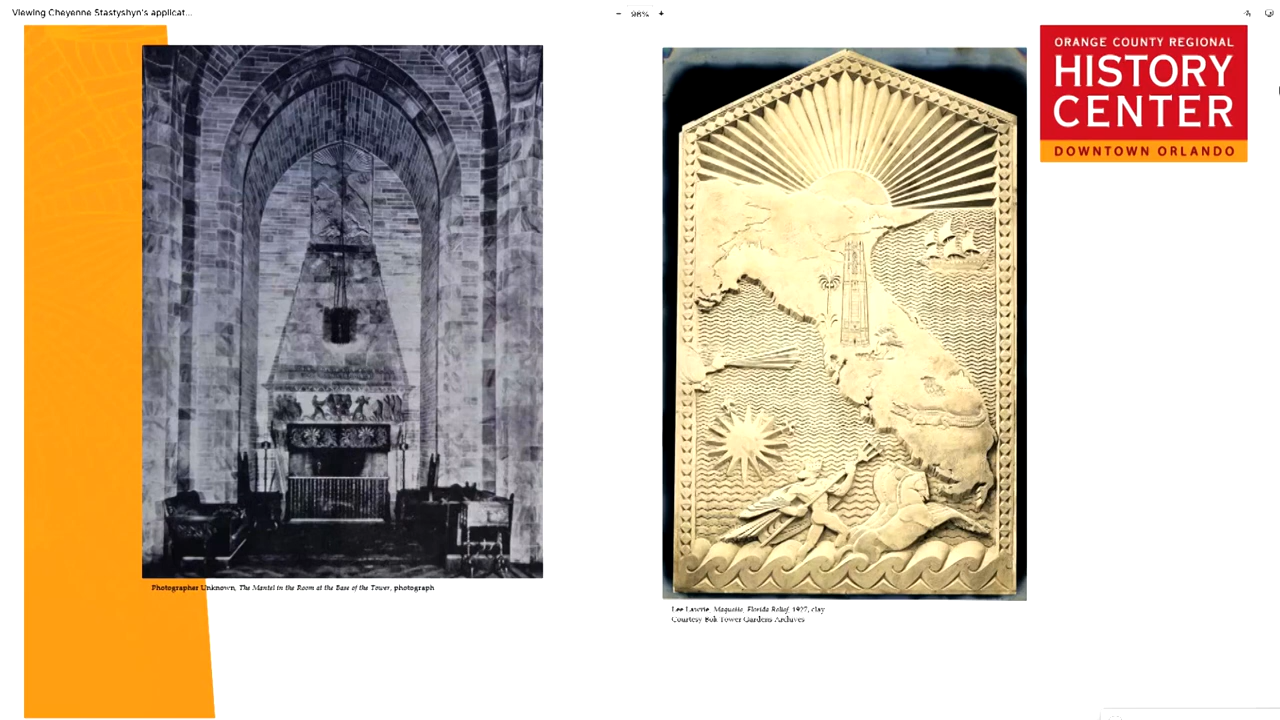 Viewing Cheyenne Stastyshyn's applicat...
− 96% +
ORANGE COUNTY REGIONAL
HISTORY
CENTER
DOWNTOWN ORLANDO
Photographer Unknown, The Mantel in the Room at the Base of the Tower, photograph
Lee Lawrie, Maquette, Florida Relief, 1927, clay
Courtesy Bok Tower Gardens Archives